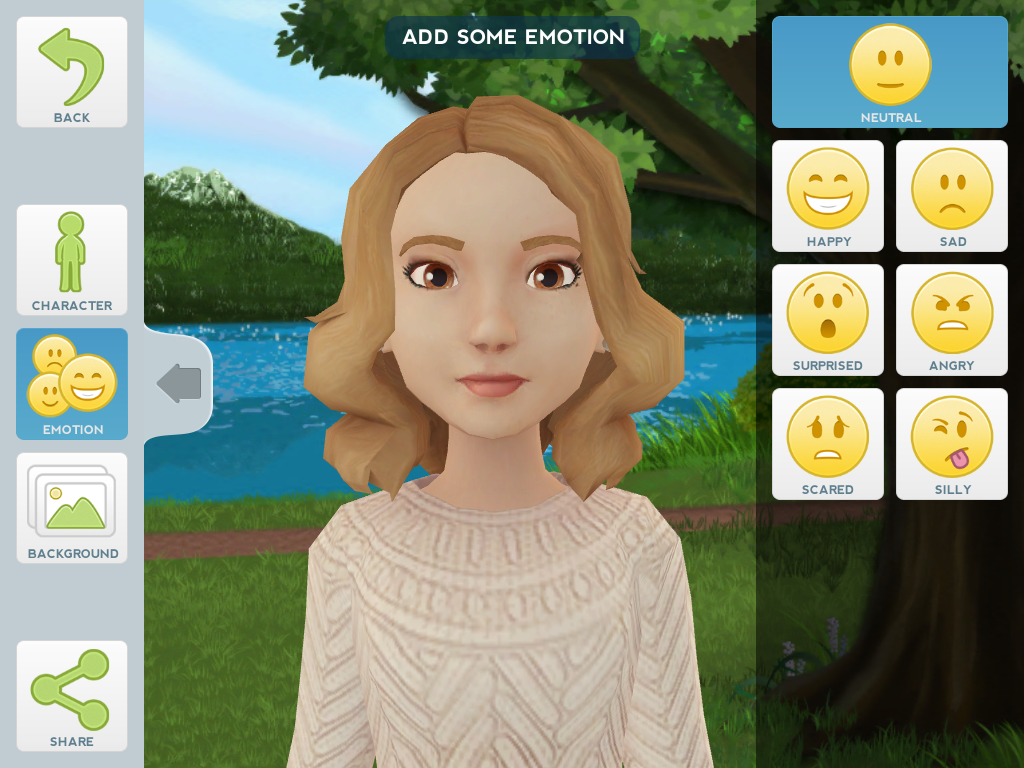 ADD SOME EMOTION
BACK
CHARACTER
EMOTION
BACKGROUND
SHARE
NEUTRAL
HAPPY
SAD
SURPRISED
ANGRY
SCARED
SILLY